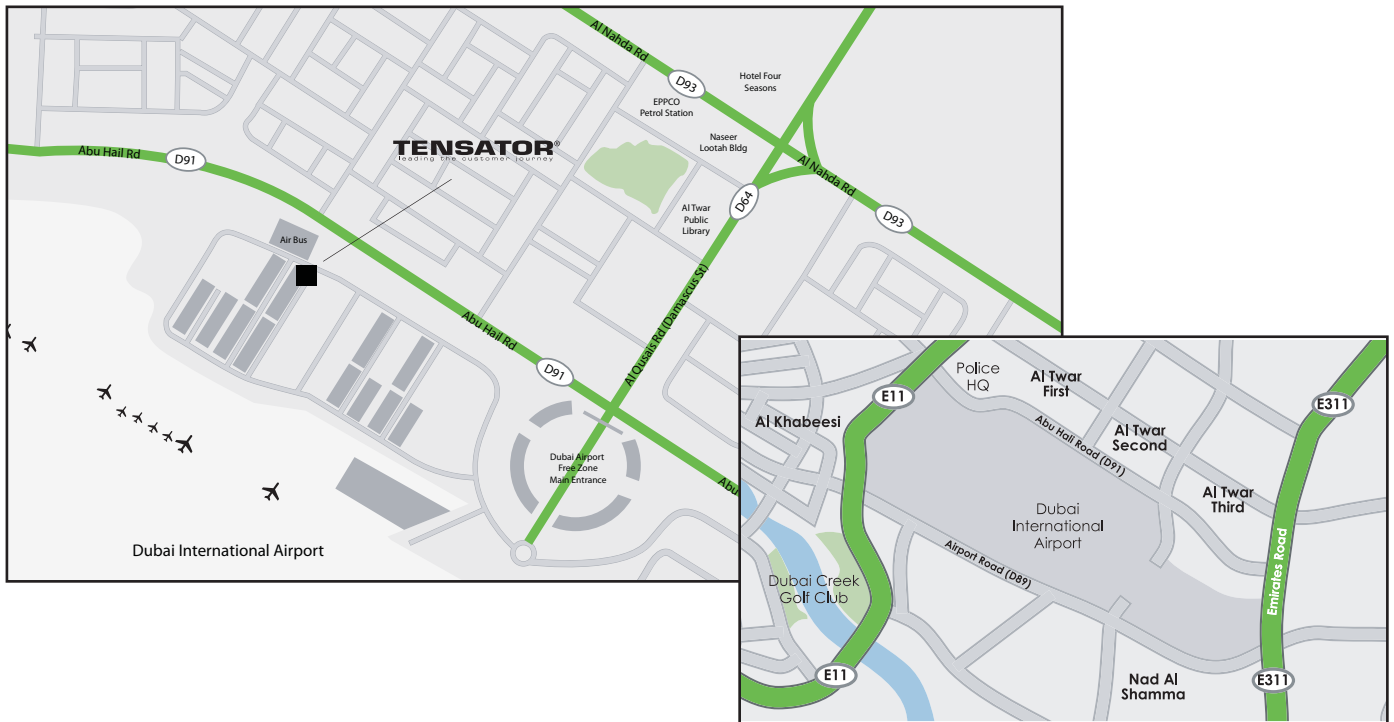 Al Nahda Rd
D93
Hotel Four
Seasons
EPPCO
Petrol Station
Naseer
Lootah Bldg
TENSATOR®
leading the customer journey
Abu Hail Rd
D91
Al Nahda Rd
D93
D64
Al Twar
Public
Library
Air Bus
Al Qusais Rd (Damascus St)
Abu Hail Rd
D91
Dubai Airport
Free Zone
Main Entrance
Abu
Dubai International Airport
Police
HQ
Al Twar
First
E11
E311
Al Khabeesi
Abu Hail Road (D91)
Al Twar
Second
Al Twar
Third
Dubai
International
Airport
Airport Road (D89)
Emirates Road
Dubai Creek
Golf Club
E11
Nad Al
Shamma
E311